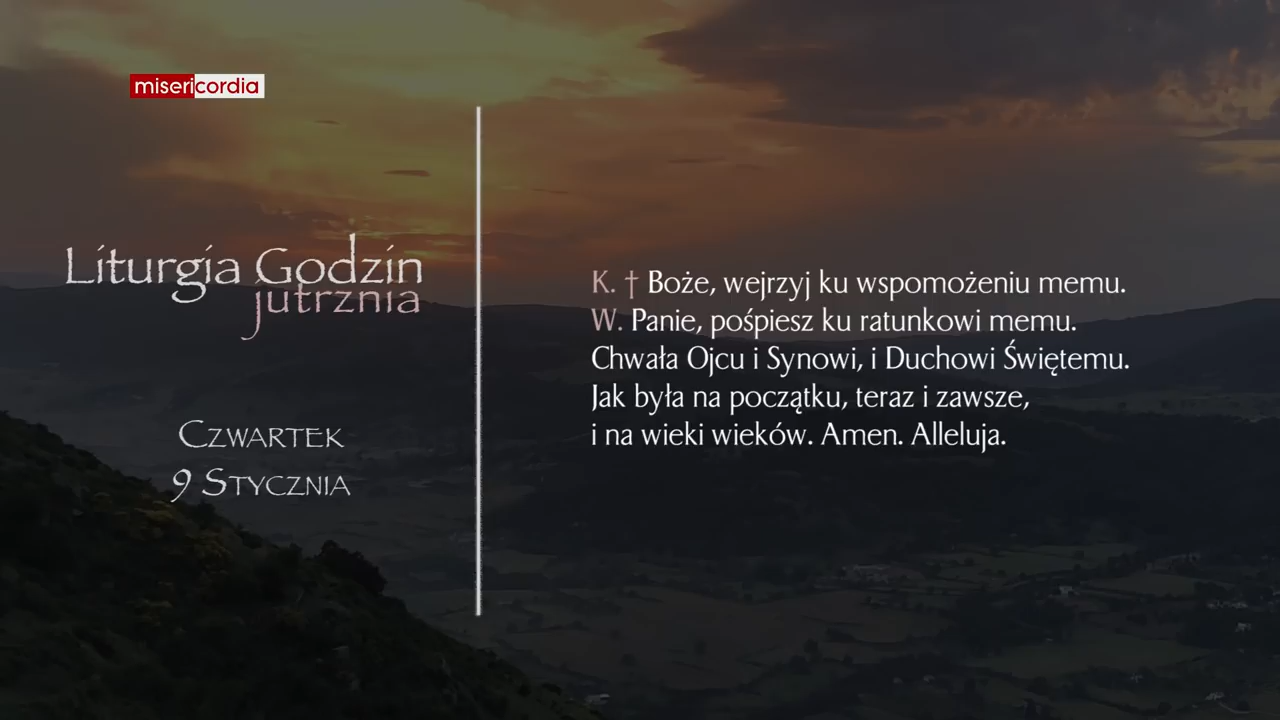 misericordia
Liturgia Godzin
jutrznia
Czwartek
9 Stycznia
K. † Boże, wejrzyj ku wspomożeniu memu.
W. Panie, pośpiesz ku ratunkowi memu.
Chwała Ojcu i Synowi, i Duchowi Świętemu.
Jak była na początku, teraz i zawsze,
i na wieki wieków. Amen. Alleluja.